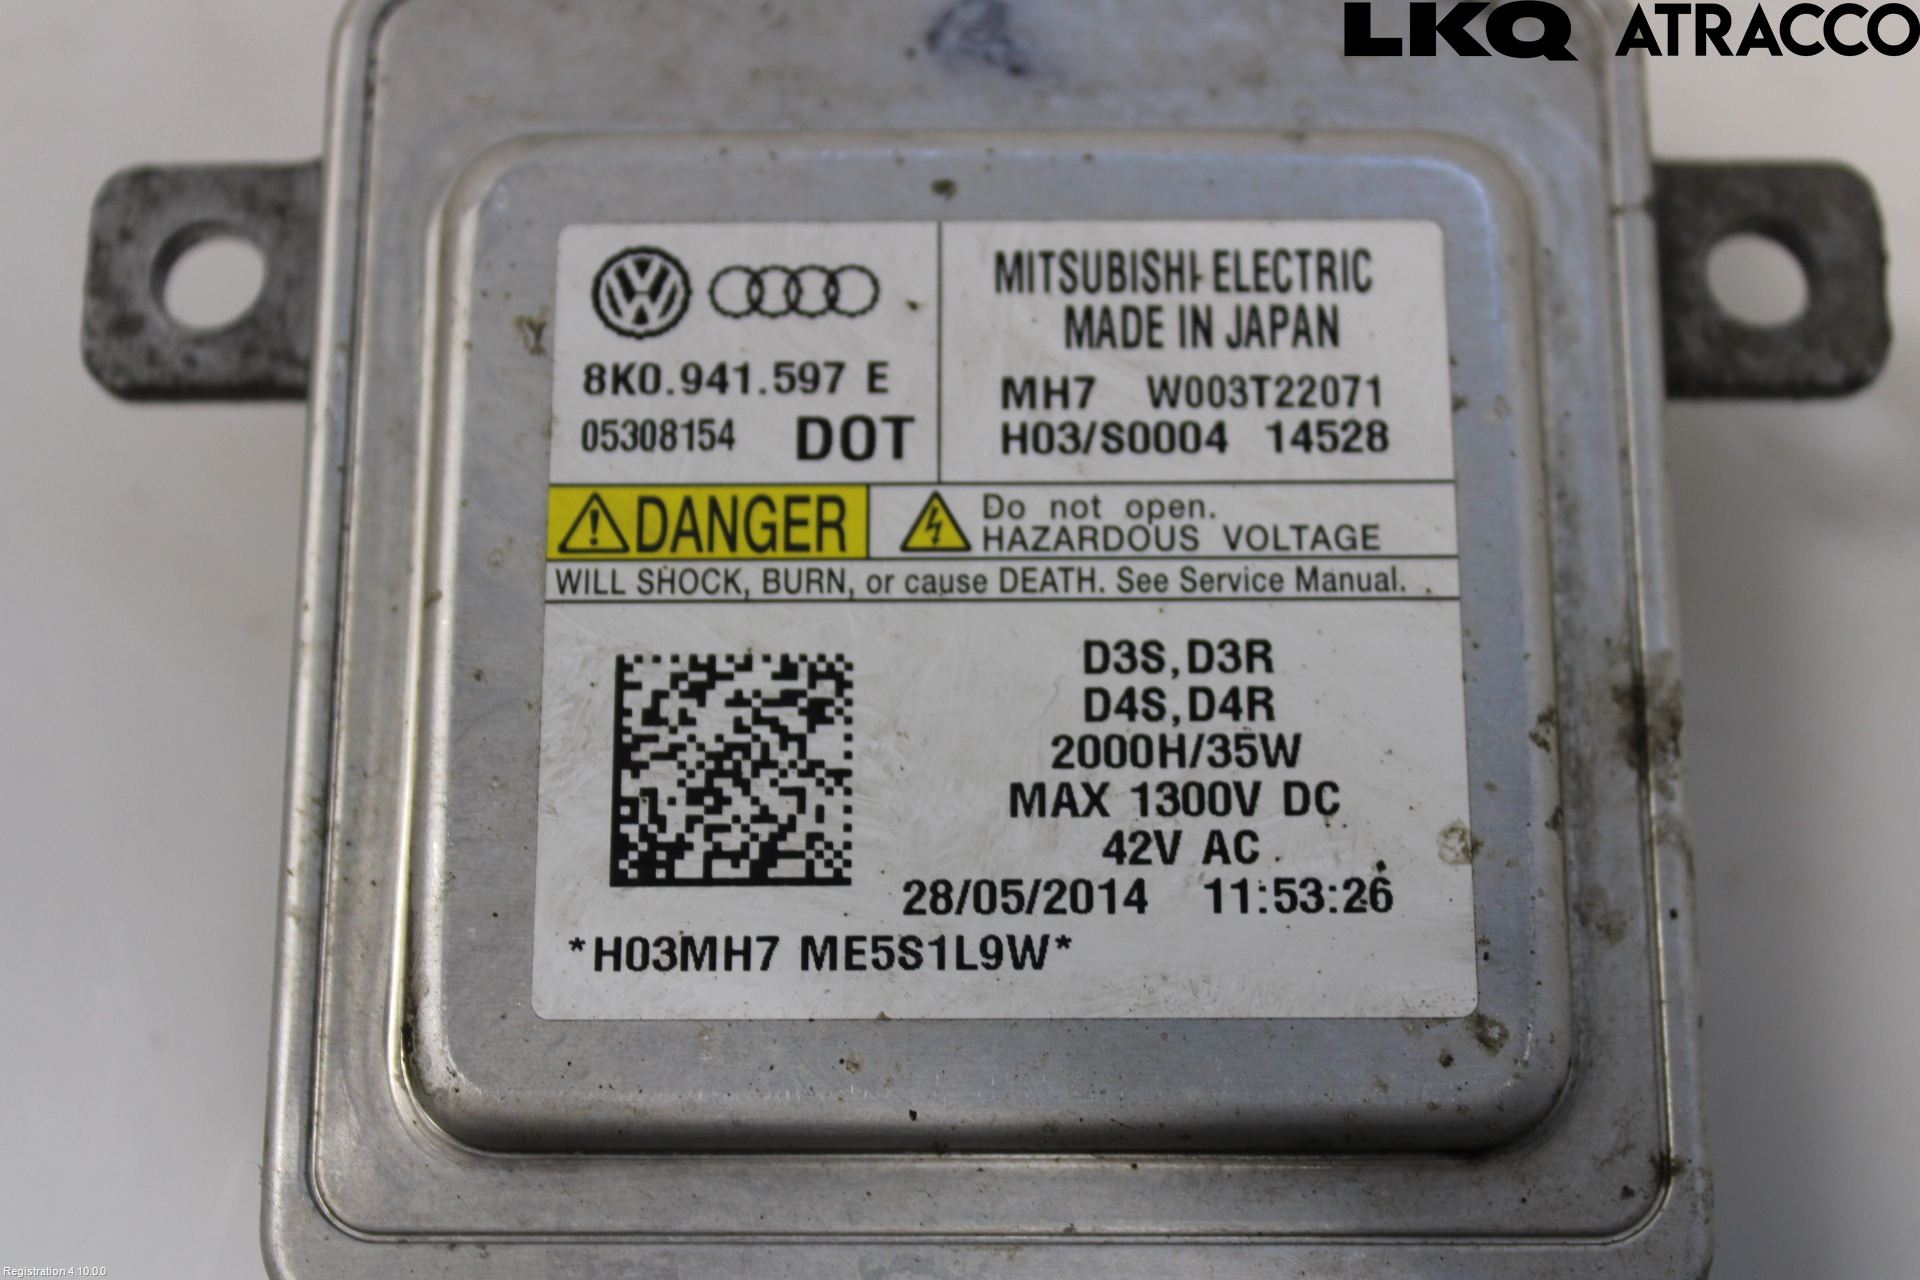 LKQ ATRACCO
8K0.941.597 E
05308154 DOT
MITSUBISHI ELECTRIC
MADE IN JAPAN
MH7 W003T22071
H03/S0004 14528
DANGER
Do not open.
HAZARDOUS VOLTAGE
WILL SHOCK, BURN, or cause DEATH. See Service Manual.
D3S, D3R
D4S, D4R
2000H/35W
MAX 1300V DC
42V AC
28/05/2014 11:53:26
*H03MH7 ME5S1L9W*
Registration 4.10.0.0